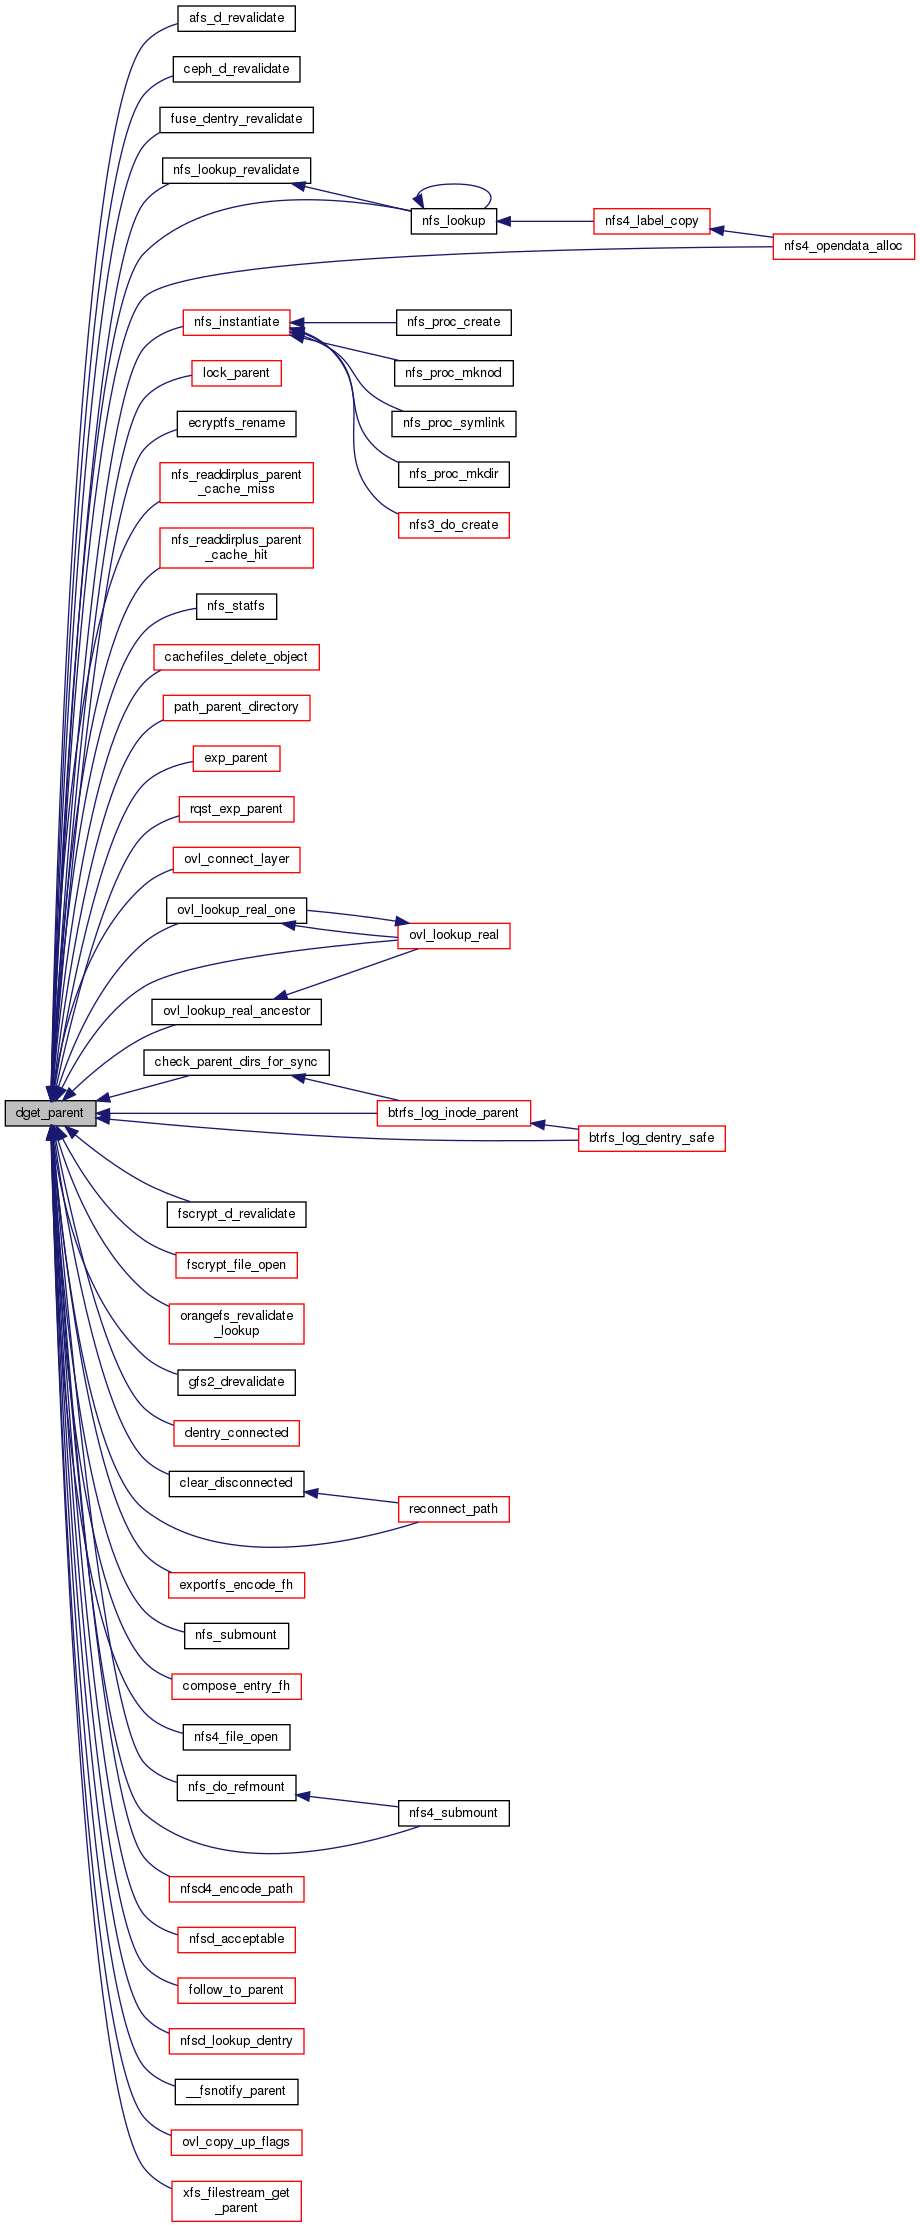 afs_d_revalidate
ceph_d_revalidate
fuse_dentry_revalidate
nfs_lookup_revalidate
nfs_lookup
nfs4_label_copy
nfs4_opendata_alloc
nfs_instantiate
nfs_proc_create
lock_parent
nfs_proc_mknod
ecryptfs_rename
nfs_proc_symlink
nfs_readdirplus_parent
_cache_miss
nfs_proc_mkdir
nfs3_do_create
nfs_readdirplus_parent
_cache_hit
nfs_statfs
cachefiles_delete_object
path_parent_directory
exp_parent
rqst_exp_parent
ovl_connect_layer
ovl_lookup_real_one
ovl_lookup_real
ovl_lookup_real_ancestor
check_parent_dirs_for_sync
dget_parent
btrfs_log_inode_parent
btrfs_log_dentry_safe
fscrypt_d_revalidate
fscrypt_file_open
orangefs_revalidate
_lookup
gfs2_drevalidate
dentry_connected
clear_disconnected
reconnect_path
exportfs_encode_fh
nfs_submount
compose_entry_fh
nfs4_file_open
nfs_do_refmount
nfs4_submount
nfsd4_encode_path
nfsd_acceptable
follow_to_parent
nfsd_lookup_dentry
__fsnotify_parent
ovl_copy_up_flags
xfs_filestream_get
_parent